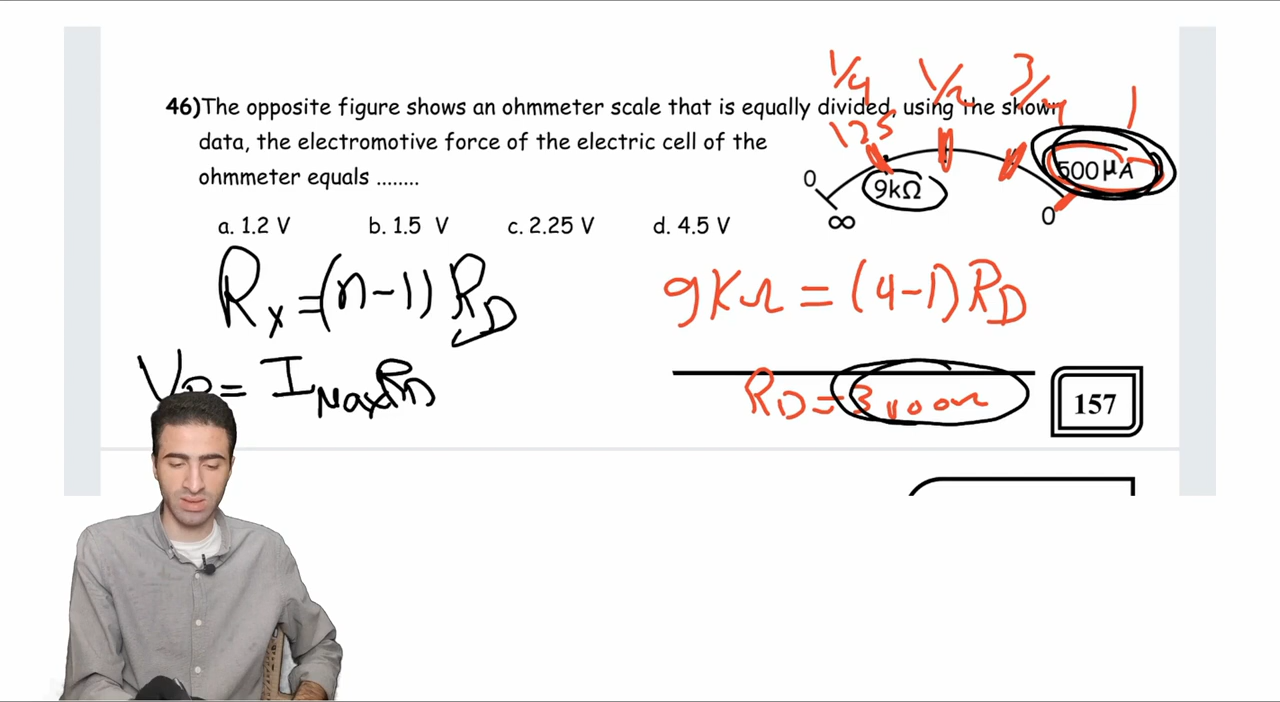 46)The opposite figure shows an ohmmeter scale that is equally divided, using the shown
data, the electromotive force of the electric cell of the
ohmmeter equals ........
a. 1.2 V b. 1.5 V c. 2.25 V d. 4.5 V
1/4 1/2 3/4 1
125
0 9kΩ 500μA
∞ 0
Rx=(n-1) RD
9KΩ = (4-1)RD
= IMax
RD=3
157